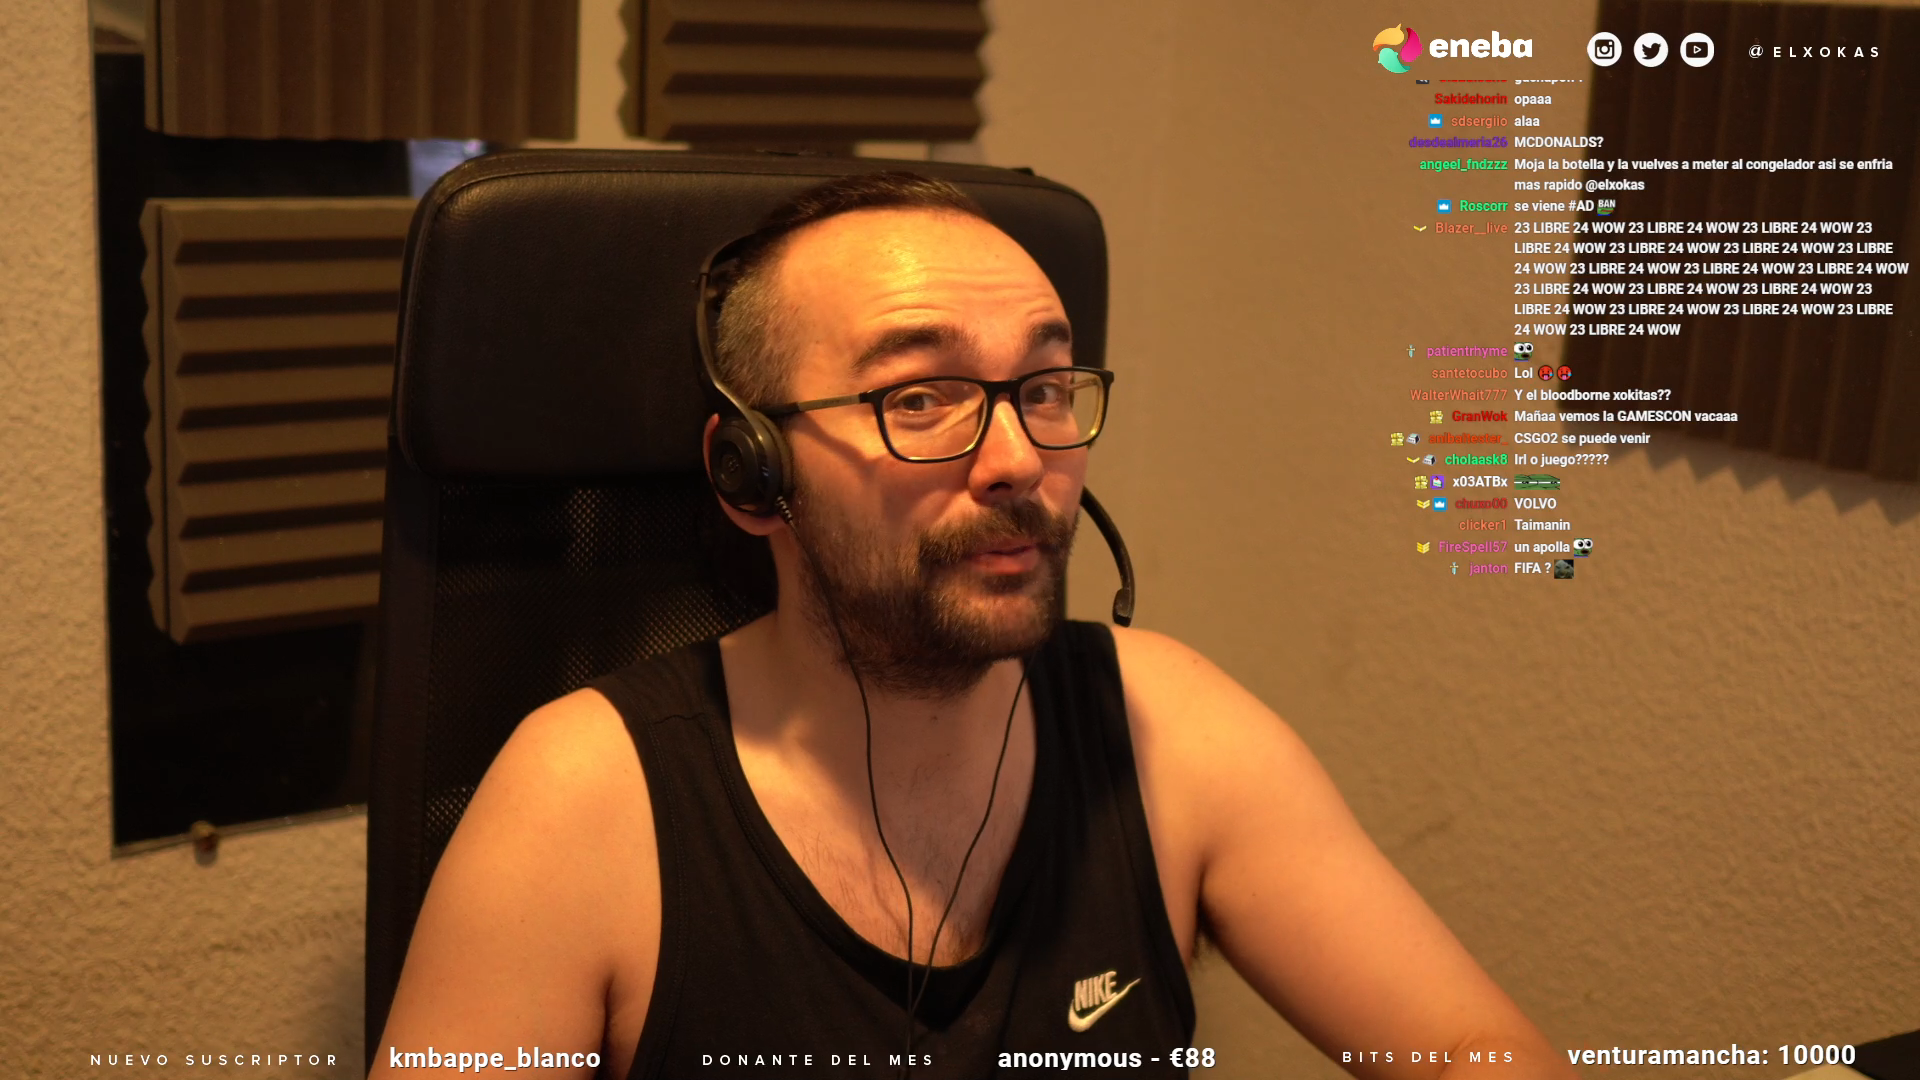 eneba
@ELXOKAS
Sakidehorin opaaa
sdsergiio alaa
desdealmeria26 MCDONALDS?
angeel_fndzzz Moja la botella y la vuelves a meter al congelador asi se enfria
mas rapido @elxokas
Roscorr se viene #AD BAN
Blazer__live 23 LIBRE 24 WOW 23 LIBRE 24 WOW 23 LIBRE 24 WOW 23
LIBRE 24 WOW 23 LIBRE 24 WOW 23 LIBRE 24 WOW 23 LIBRE
24 WOW 23 LIBRE 24 WOW 23 LIBRE 24 WOW 23 LIBRE 24 WOW
23 LIBRE 24 WOW 23 LIBRE 24 WOW 23 LIBRE 24 WOW 23
LIBRE 24 WOW 23 LIBRE 24 WOW 23 LIBRE 24 WOW 23 LIBRE
24 WOW 23 LIBRE 24 WOW
patientrhyme
santetocubo Lol
WalterWhait777 Y el bloodborne xokitas??
GranWok Mañaa vemos la GAMESCON vacaaa
CSGO2 se puede venir
cholaask8 Irl o juego?????
x03ATBx
chuxo00 VOLVO
clicker1 Taimanin
FireSpell57 un apolla
janton FIFA ?
NIKE
NUEVO SUSCRIPTOR kmbappe_blanco
DONANTE DEL MES anonymous - €88
BITS DEL MES venturamancha: 10000